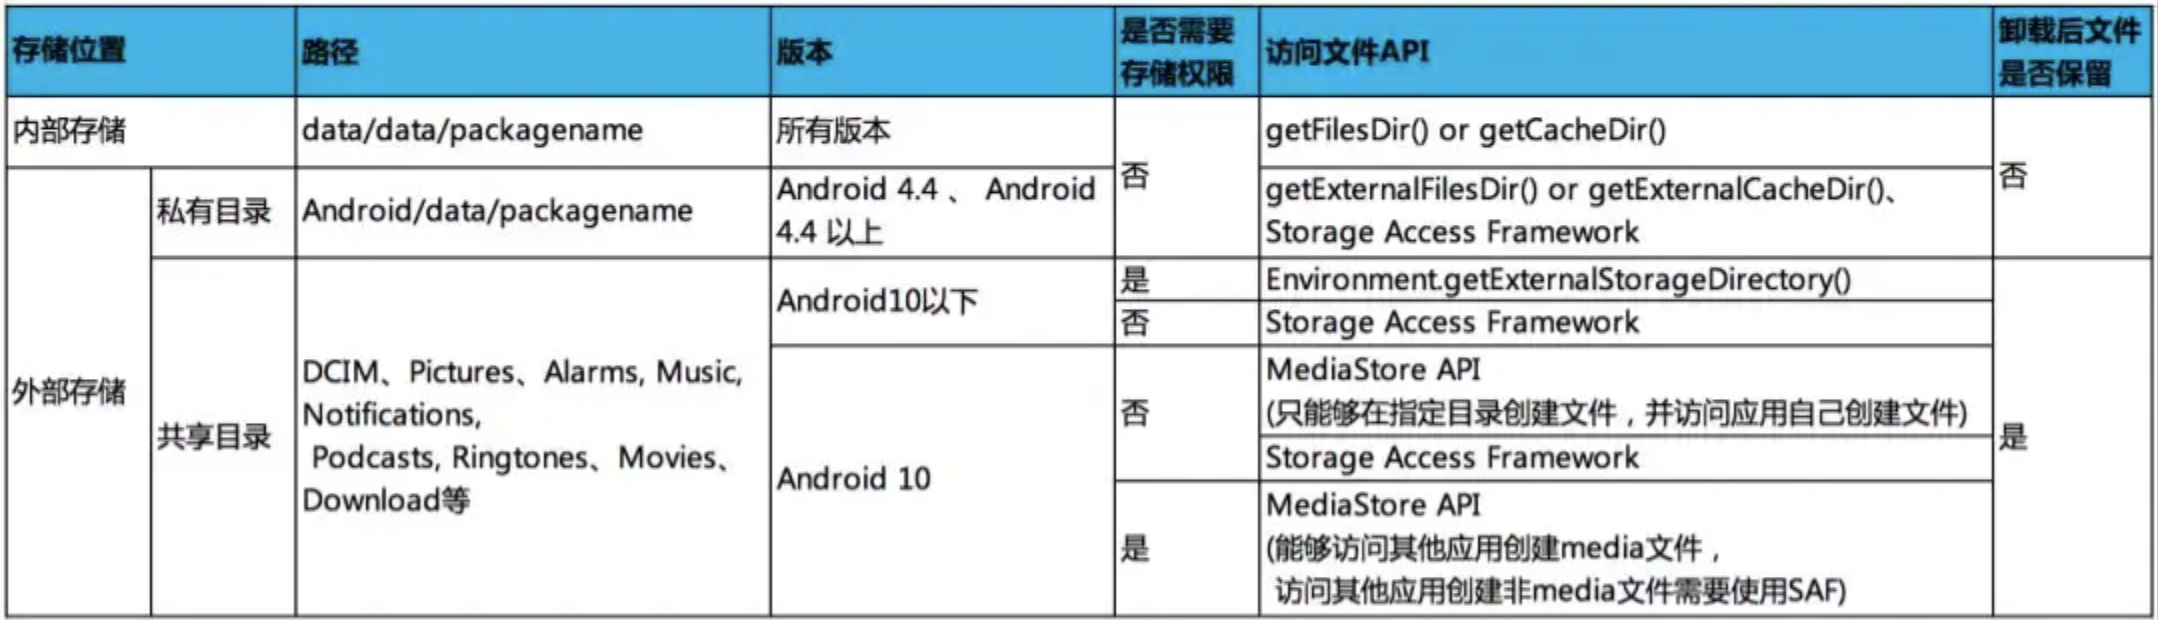 存储位置
路径
版本
是否需要
存储权限
访问文件API
卸载后文件
是否保留
内部存储
data/data/packagename
所有版本
否
getFilesDir() or getCacheDir()
否
外部存储
私有目录
Android/data/packagename
Android 4.4 、 Android
4.4 以上
getExternalFilesDir() or getExternalCacheDir()、
Storage Access Framework
共享目录
DCIM、Pictures、Alarms, Music,
Notifications,
Podcasts, Ringtones、Movies、
Download等
Android10以下
是
Environment.getExternalStorageDirectory()
否
Storage Access Framework
Android 10
否
MediaStore API
(只能够在指定目录创建文件，并访问应用自己创建文件)
Storage Access Framework
是
MediaStore API
(能够访问其他应用创建media文件，
访问其他应用创建非media文件需要使用SAF)
是